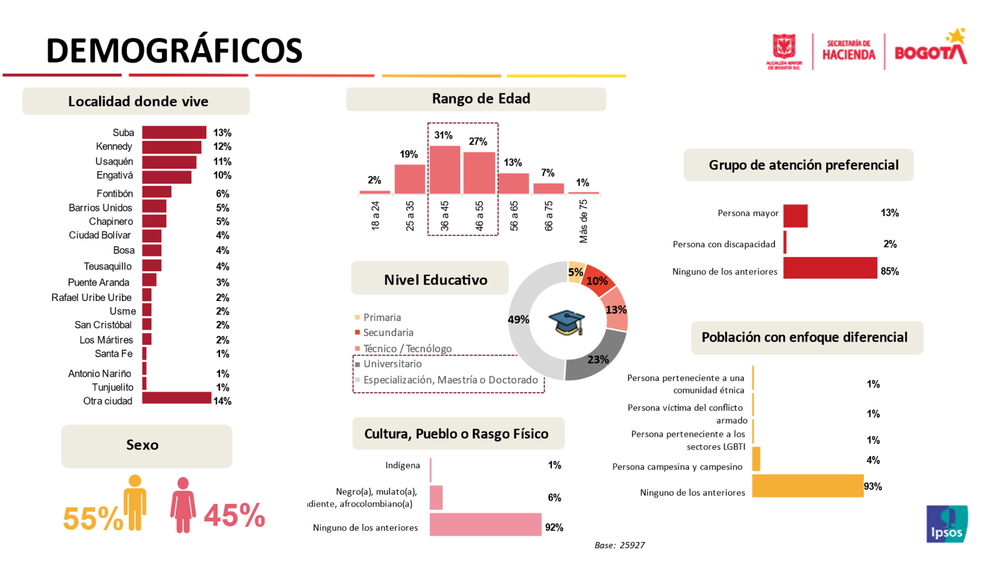 DEMOGRÁFICOS
ALCALDÍA MAYOR
DE BOGOTÁ D.C.
SECRETARÍA DE
HACIENDA
BOGOTÁ
Localidad donde vive
Suba 13%
Kennedy 12%
Usaquén 11%
Engativá 10%
Fontibón 6%
Barrios Unidos 5%
Chapinero 5%
Ciudad Bolívar 4%
Bosa 4%
Teusaquillo 4%
Puente Aranda 3%
Rafael Uribe Uribe 2%
Usme 2%
San Cristóbal 2%
Los Mártires 2%
Santa Fe 1%
Antonio Nariño 1%
Tunjuelito 1%
Otra ciudad 14%
Sexo
55% 45%
Rango de Edad
2% 19% 31% 27% 13% 7% 1%
18 a 24
25 a 35
36 a 45
46 a 55
56 a 65
66 a 75
Más de 75
Nivel Educativo
Primaria
Secundaria
Técnico / Tecnólogo
Universitario
Especialización, Maestría o Doctorado
5%
10%
13%
23%
49%
Cultura, Pueblo o Rasgo Físico
Indígena 1%
Negro(a), mulato(a),
diente, afrocolombiano(a) 6%
Ninguno de los anteriores 92%
Grupo de atención preferencial
Persona mayor 13%
Persona con discapacidad 2%
Ninguno de los anteriores 85%
Población con enfoque diferencial
Persona perteneciente a una
comunidad étnica 1%
Persona víctima del conflicto
armado 1%
Persona perteneciente a los
sectores LGBTI 1%
Persona campesina y campesino 4%
Ninguno de los anteriores 93%
Base: 25927
Ipsos